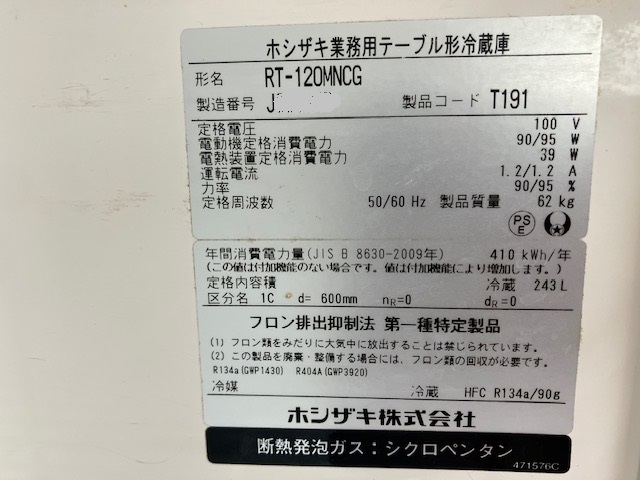 ホシザキ業務用テーブル形冷蔵庫
形名 RT-120MNCG
製造番号 J 製品コード T191
定格電圧 100 V
電動機定格消費電力 90/95 W
電熱装置定格消費電力 39 W
運転電流 1.2/1.2 A
力率 90/95 %
定格周波数 50/60 Hz 製品質量 62 kg
PS E
年間消費電力量(JIS B 8630-2009年) 410 kWh/年
(この値は付加機能のない場合です。値は付加機能により増加します。)
定格内容積 冷蔵 243L
区分名 1C d= 600mm nR=0 dR=0
フロン排出抑制法 第一種特定製品
(1) フロン類をみだりに大気中に放出することは禁じられています。
(2) この製品を廃棄・整備する場合には、フロン類の回収が必要です。
R134a(GWP1430) R404A(GWP3920)
冷媒 冷蔵 HFC R134a/90g
ホシザキ株式会社
断熱発泡ガス：シクロペンタン
471576C